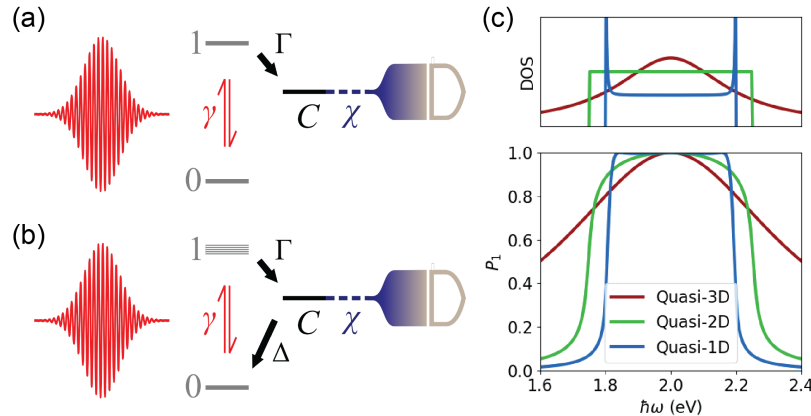 (a)
1
Γ
γ
C
χ
0
(b)
1
Γ
γ
C
χ
Δ
0
(c)
DOS
1.0
0.8
0.6
0.4
0.2
0.0
P₁
Quasi-3D
Quasi-2D
Quasi-1D
1.6
1.8
2.0
2.2
2.4
ℏω (eV)